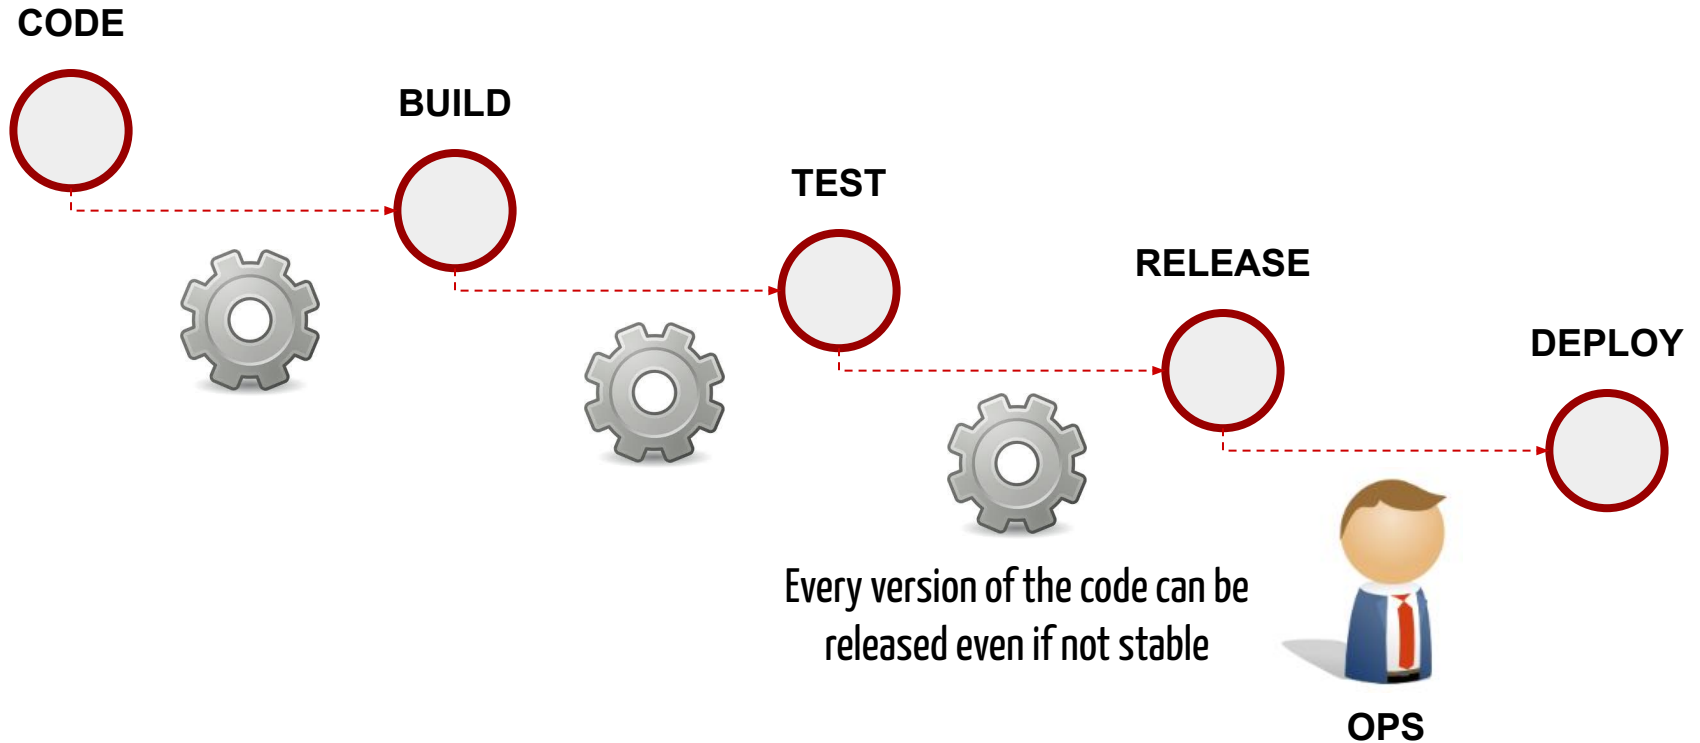 CODE
BUILD
TEST
RELEASE
DEPLOY
Every version of the code can be
released even if not stable
OPS